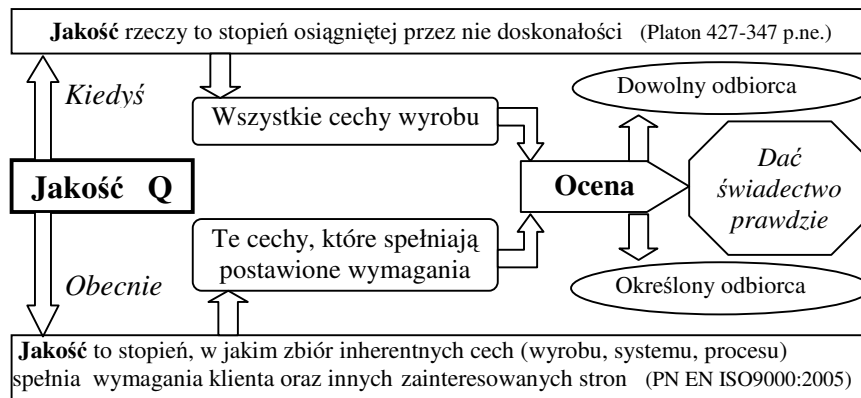 Jakość rzeczy to stopień osiągniętej przez nie doskonałości (Platon 427-347 p.ne.)
Kiedyś
Wszystkie cechy wyrobu
Dowolny odbiorca
Jakość Q
Ocena
Dać
świadectwo
prawdzie
Te cechy, które spełniają
postawione wymagania
Obecnie
Określony odbiorca
Jakość to stopień, w jakim zbiór inherentnych cech (wyrobu, systemu, procesu)
spełnia wymagania klienta oraz innych zainteresowanych stron (PN EN ISO9000:2005)